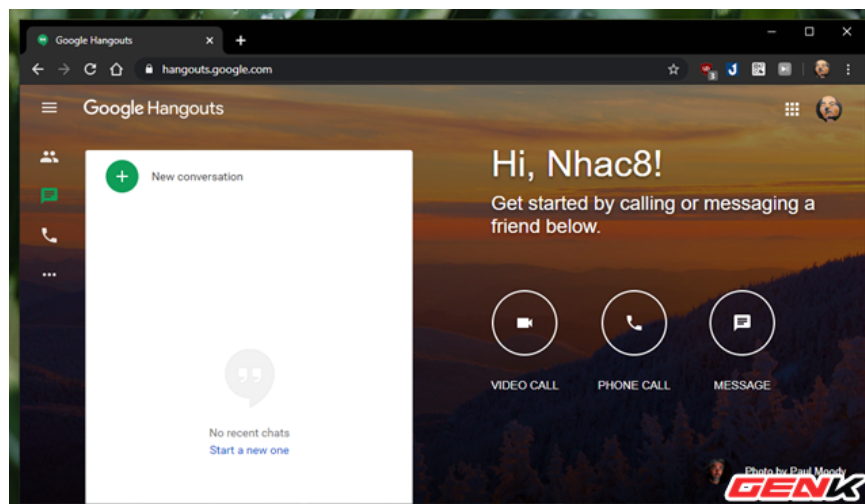 Google Hangouts
hangouts.google.com
3
Google Hangouts
New conversation
No recent chats
Start a new one
Hi, Nhac8!
Get started by calling or messaging a
friend below.
VIDEO CALL PHONE CALL MESSAGE
Photo by Paul Moody
GENK